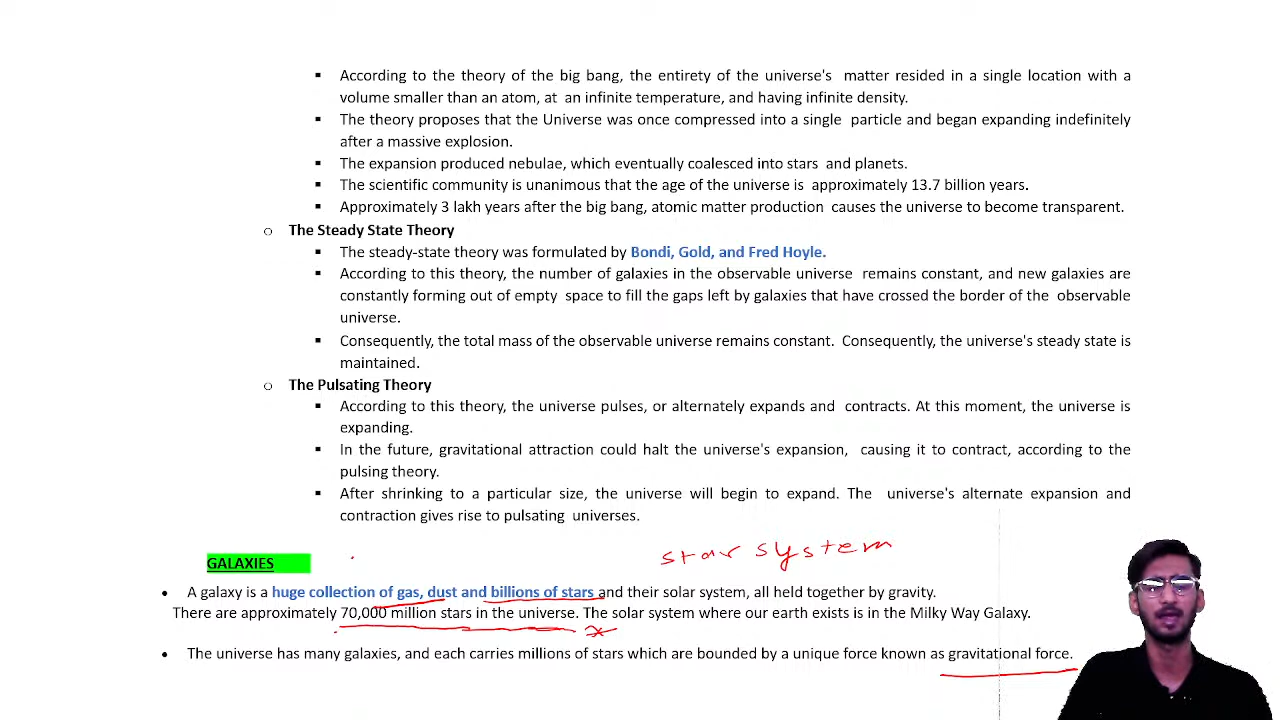 ▪ According to the theory of the big bang, the entirety of the universe's matter resided in a single location with a
volume smaller than an atom, at an infinite temperature, and having infinite density.
▪ The theory proposes that the Universe was once compressed into a single particle and began expanding indefinitely
after a massive explosion.
▪ The expansion produced nebulae, which eventually coalesced into stars and planets.
▪ The scientific community is unanimous that the age of the universe is approximately 13.7 billion years.
▪ Approximately 3 lakh years after the big bang, atomic matter production causes the universe to become transparent.
o The Steady State Theory
▪ The steady-state theory was formulated by Bondi, Gold, and Fred Hoyle.
▪ According to this theory, the number of galaxies in the observable universe remains constant, and new galaxies are
constantly forming out of empty space to fill the gaps left by galaxies that have crossed the border of the observable
universe.
▪ Consequently, the total mass of the observable universe remains constant. Consequently, the universe's steady state is
maintained.
o The Pulsating Theory
▪ According to this theory, the universe pulses, or alternately expands and contracts. At this moment, the universe is
expanding.
▪ In the future, gravitational attraction could halt the universe's expansion, causing it to contract, according to the
pulsing theory.
▪ After shrinking to a particular size, the universe will begin to expand. The universe's alternate expansion and
contraction gives rise to pulsating universes.
star system
GALAXIES
• A galaxy is a huge collection of gas, dust and billions of stars and their solar system, all held together by gravity.
There are approximately 70,000 million stars in the universe. The solar system where our earth exists is in the Milky Way Galaxy.
• The universe has many galaxies, and each carries millions of stars which are bounded by a unique force known as gravitational force.